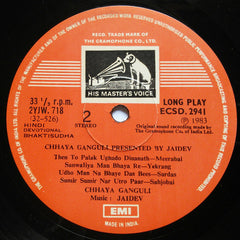 REGD. TRADE MARK OF
THE GRAMOPHONE CO., LTD.
HIS MASTER'S VOICE
33 ⅓ r.p.m.
2YJW. 718
(32-526)
HINDI
DEVOTIONAL
BHAKTISUDHA
2
STEREO
LONG PLAY
ECSD. 2941
℗ 1983
Original sound recording made by
The Gramophone Co. of India Ltd.
CHHAYA GANGULI PRESENTED BY JAIDEV
Then To Palak Ughado Dinanath—Meerabai
Sanwaliya Man Bhaya Re—Yekrang
Udho Man Na Bhaye Das Bees—Surdas
Sumir Sumir Nar Utro Paar—Sahjobai
CHHAYA GANGULI
Music : JAIDEV
EMI
MADE IN INDIA